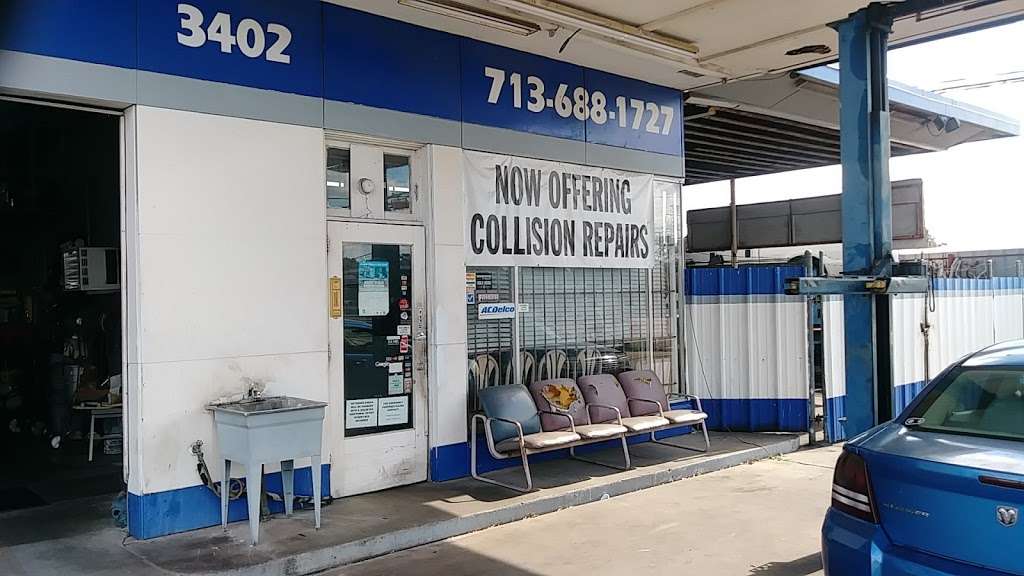 3402
713-688-1727
NOW OFFERING
COLLISION REPAIRS
ACDelco